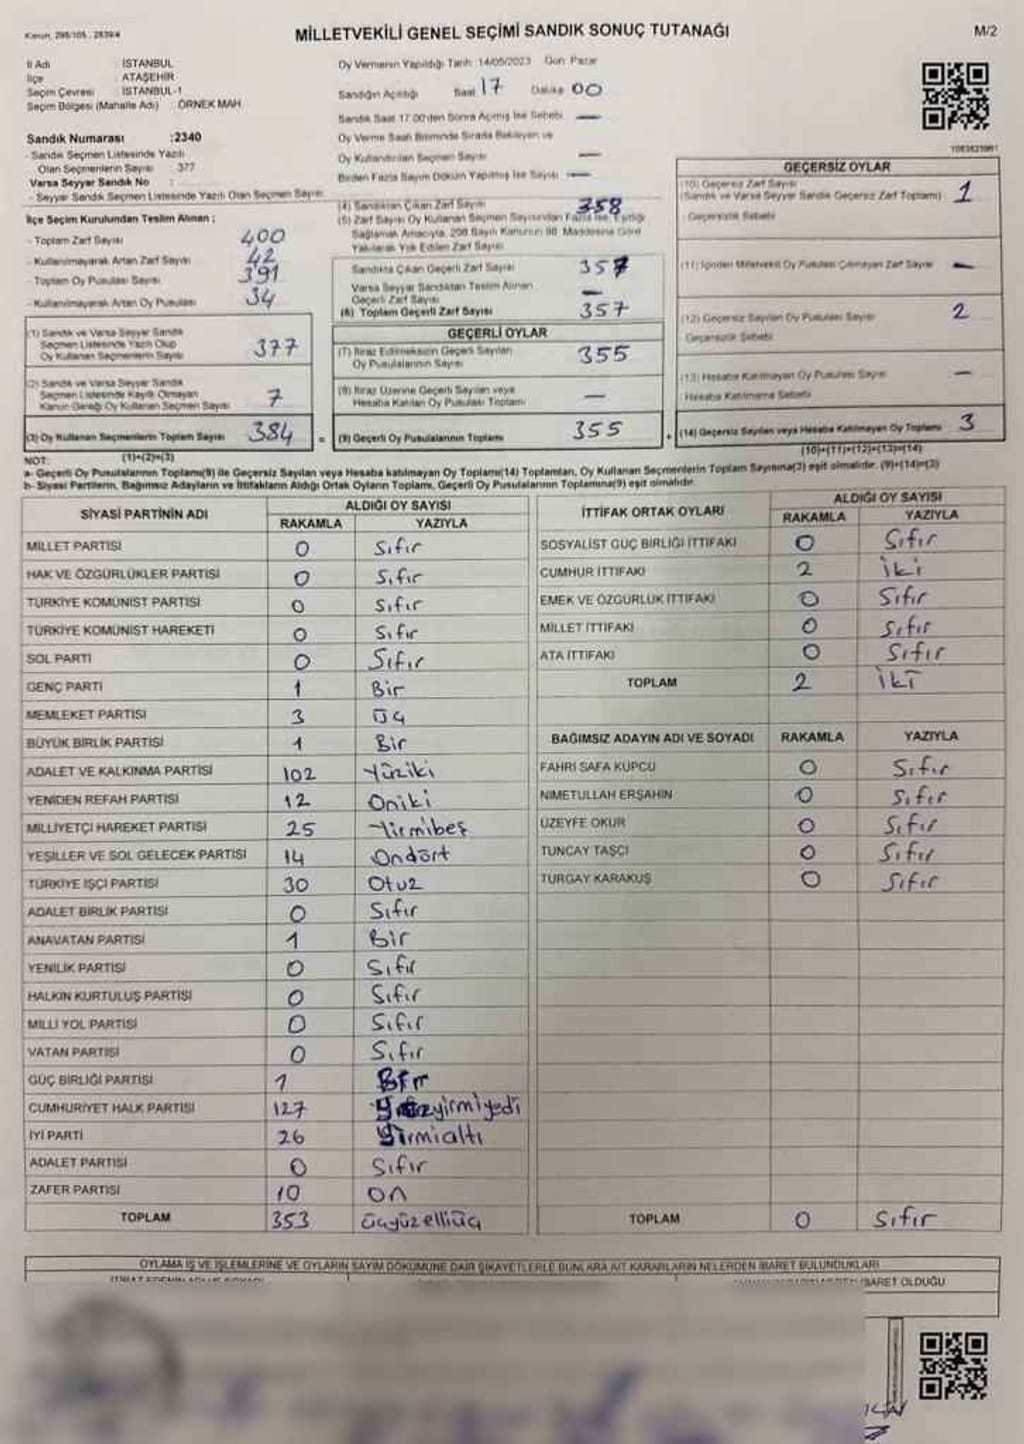 Kanun: 298/105, 2839/4
MİLLETVEKİLİ GENEL SEÇİMİ SANDIK SONUÇ TUTANAĞI
M/2
İl Adı : İSTANBUL
İlçe : ATAŞEHİR
Seçim Çevresi : İSTANBUL-1
Seçim Bölgesi (Mahalle Adı) : ÖRNEK MAH.
Oy Vermenin Yapıldığı Tarih :14/05/2023 Gün: Pazar
Sandığın Açıldığı Saat 17 Dakika 00
Sandık Saat 17.00'den Sonra Açılmış İse Sebebi —
Oy Verme Saati Bitiminde Sırada Bekleyen ve
Oy Kullandırılan Seçmen Sayısı —
Birden Fazla Sayım Döküm Yapılmış İse Sayısı —
Sandık Numarası :2340
- Sandık Seçmen Listesinde Yazılı
Olan Seçmenlerin Sayısı : 377
Varsa Seyyar Sandık No :
- Seyyar Sandık Seçmen Listesinde Yazılı Olan Seçmen Sayısı
İlçe Seçim Kurulundan Teslim Alınan :
- Toplam Zarf Sayısı 400
- Kullanılmayarak Artan Zarf Sayısı 42
- Toplam Oy Pusulası Sayısı 391
- Kullanılmayarak Artan Oy Pusulası 34
(1) Sandık ve Varsa Seyyar Sandık
Seçmen Listesinde Yazılı Olup
Oy Kullanan Seçmenlerin Sayısı 377
(2) Sandık ve Varsa Seyyar Sandık
Seçmen Listesinde Kayıtlı Olmayan
Kanun Gereği Oy Kullanan Seçmen Sayısı 7
(3) Oy Kullanan Seçmenlerin Toplam Sayısı 384
(1)+(2)=(3)
(4) Sandıktan Çıkan Zarf Sayısı 358
(5) Zarf Sayısı Oy Kullanan Seçmen Sayısından Fazla İse, Eşitliği
Sağlamak Amacıyla, 298 Sayılı Kanunun 98. Maddesine Göre
Yakılarak Yok Edilen Zarf Sayısı
Sandıkta Çıkan Geçerli Zarf Sayısı 357
Varsa Seyyar Sandıktan Teslim Alınan
Geçerli Zarf Sayısı —
(6) Toplam Geçerli Zarf Sayısı 357
GEÇERLİ OYLAR
(7) İtiraz Edilmeksizin Geçerli Sayılan
Oy Pusulalarının Sayısı 355
(8) İtiraz Üzerine Geçerli Sayılan veya
Hesaba Katılan Oy Pusulası Toplamı —
= (9) Geçerli Oy Pusulalarının Toplamı 355
GEÇERSİZ OYLAR
(10) Geçersiz Zarf Sayısı
(Sandık ve Varsa Seyyar Sandık Geçersiz Zarf Toplamı) 1
Geçersizlik Sebebi
(11) İçinden Milletvekili Oy Pusulası Çıkmayan Zarf Sayısı —
(12) Geçersiz Sayılan Oy Pusulası Sayısı 2
Geçersizlik Sebebi
(13) Hesaba Katılmayan Oy Pusulası Sayısı —
Hesaba Katılmama Sebebi
+ (14) Geçersiz Sayılan veya Hesaba Katılmayan Oy Toplamı 3
(10)+(11)+(12)+(13)=(14)
NOT:
a- Geçerli Oy Pusulalarının Toplamı(9) ile Geçersiz Sayılan veya Hesaba katılmayan Oy Toplamı(14) Toplamları, Oy Kullanan Seçmenlerin Toplam Sayısına(3) eşit olmalıdır. (9)+(14)=(3)
b- Siyasi Partilerin, Bağımsız Adayların ve İttifakların Aldığı Ortak Oyların Toplamı, Geçerli Oy Pusulalarının Toplamına(9) eşit olmalıdır.
SİYASİ PARTİNİN ADI
ALDIĞI OY SAYISI
RAKAMLA YAZIYLA
MİLLET PARTİSİ 0 Sıfır
HAK VE ÖZGÜRLÜKLER PARTİSİ 0 Sıfır
TÜRKİYE KOMÜNİST PARTİSİ 0 Sıfır
TÜRKİYE KOMÜNİST HAREKETİ 0 Sıfır
SOL PARTİ 0 Sıfır
GENÇ PARTİ 1 Bir
MEMLEKET PARTİSİ 3 Üç
BÜYÜK BİRLİK PARTİSİ 1 Bir
ADALET VE KALKINMA PARTİSİ 102 Yüziki
YENİDEN REFAH PARTİSİ 12 Oniki
MİLLİYETÇİ HAREKET PARTİSİ 25 Yirmibeş
YEŞİLLER VE SOL GELECEK PARTİSİ 14 Ondört
TÜRKİYE İŞÇİ PARTİSİ 30 Otuz
ADALET BİRLİK PARTİSİ 0 Sıfır
ANAVATAN PARTİSİ 1 Bir
YENİLİK PARTİSİ 0 Sıfır
HALKIN KURTULUŞ PARTİSİ 0 Sıfır
MİLLİ YOL PARTİSİ 0 Sıfır
VATAN PARTİSİ 0 Sıfır
GÜÇ BİRLİĞİ PARTİSİ 1 Bir
CUMHURİYET HALK PARTİSİ 127 Yüzyirmiyedi
İYİ PARTİ 26 Yirmialtı
ADALET PARTİSİ 0 Sıfır
ZAFER PARTİSİ 10 On
TOPLAM 353 Üçyüzelliüç
İTTİFAK ORTAK OYLARI
ALDIĞI OY SAYISI
RAKAMLA YAZIYLA
SOSYALİST GÜÇ BİRLİĞİ İTTİFAKI 0 Sıfır
CUMHUR İTTİFAKI 2 İki
EMEK VE ÖZGÜRLÜK İTTİFAKI 0 Sıfır
MİLLET İTTİFAKI 0 Sıfır
ATA İTTİFAKI 0 Sıfır
TOPLAM 2 İki
BAĞIMSIZ ADAYIN ADI VE SOYADI RAKAMLA YAZIYLA
FAHRİ SAFA KÜPCÜ 0 Sıfır
NİMETULLAH ERŞAHİN 0 Sıfır
ÜZEYFE OKUR 0 Sıfır
TUNCAY TAŞÇI 0 Sıfır
TURGAY KARAKUŞ 0 Sıfır
TOPLAM 0 Sıfır
OYLAMA İŞ VE İŞLEMLERİNE VE OYLARIN SAYIM DÖKÜMÜNE DAİR ŞİKAYETLERLE BUNLARA AİT KARARLARIN NELERDEN İBARET BULUNDUKLARI
İBARET OLDUĞU